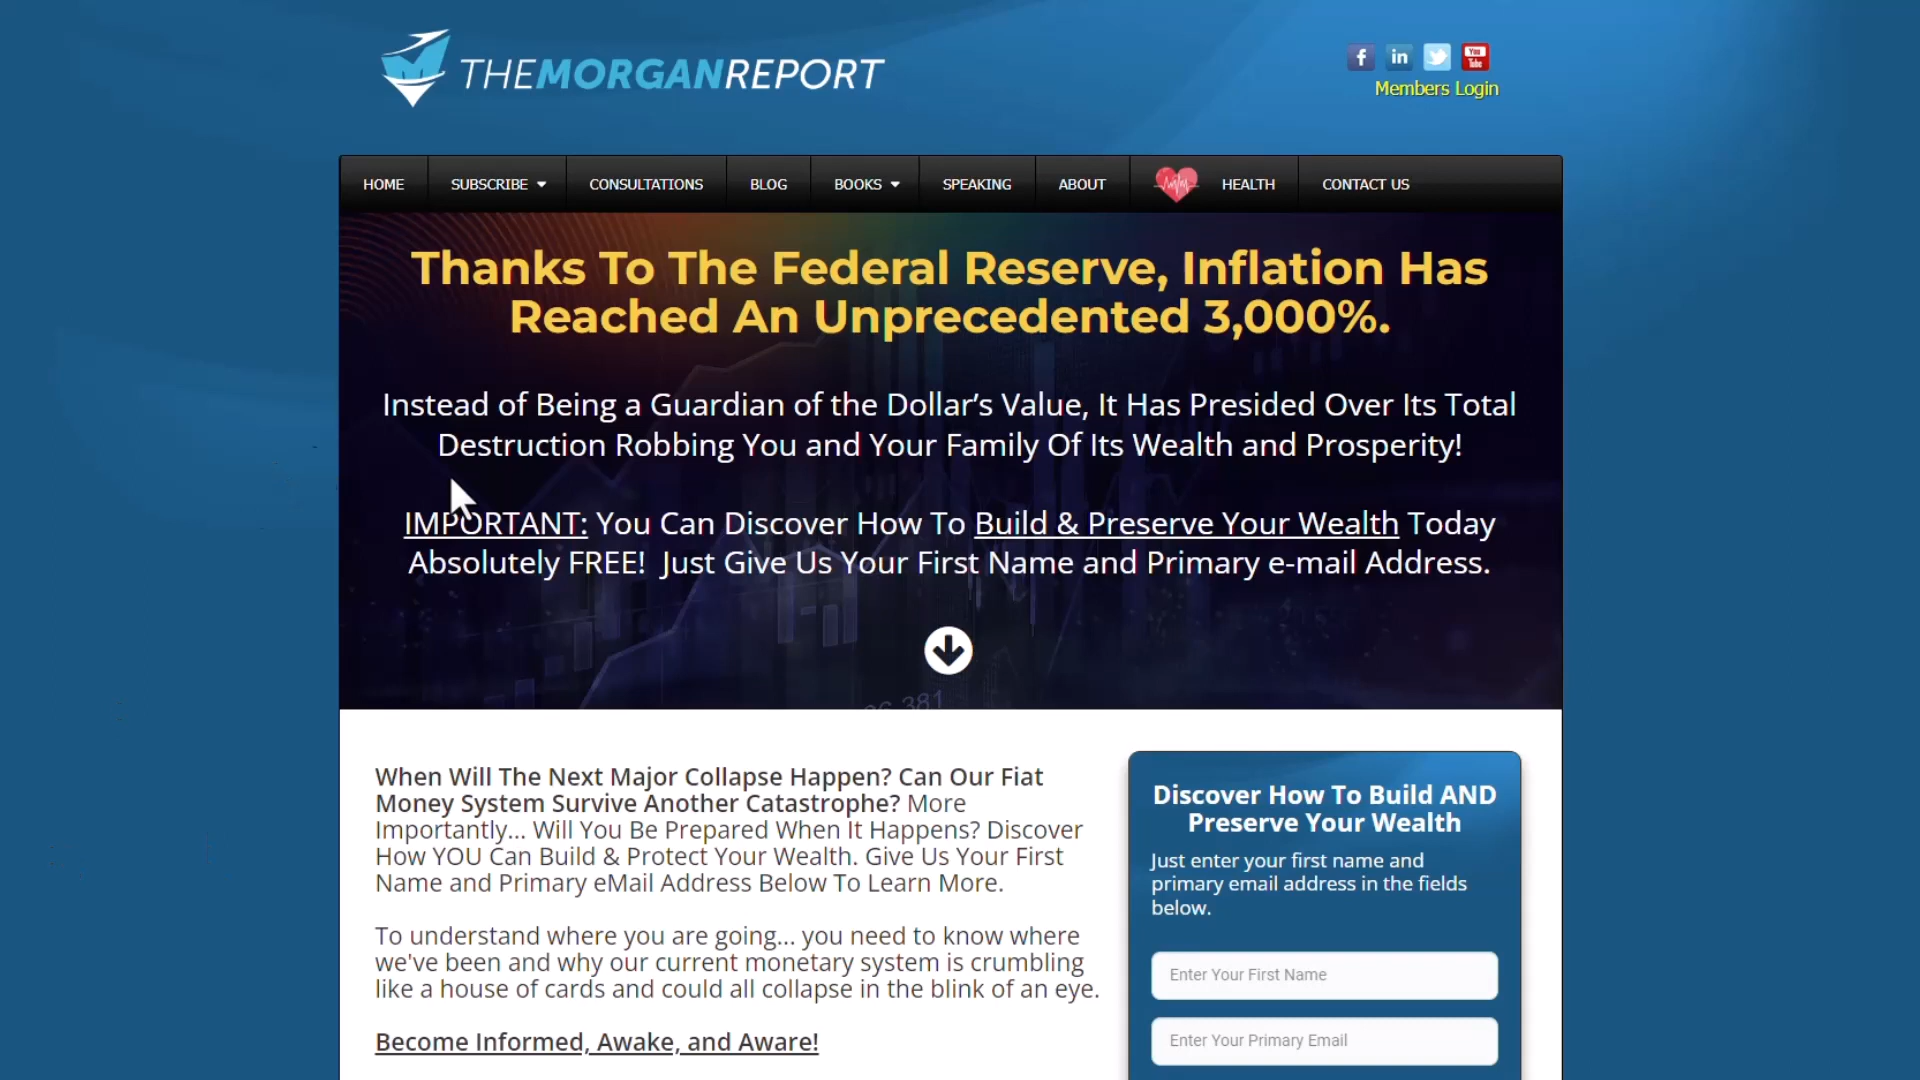 THEMORGANREPORT
f in You Tube
Members Login
HOME SUBSCRIBE CONSULTATIONS BLOG BOOKS SPEAKING ABOUT HEALTH CONTACT US
Thanks To The Federal Reserve, Inflation Has
Reached An Unprecedented 3,000%.
Instead of Being a Guardian of the Dollar’s Value, It Has Presided Over Its Total
Destruction Robbing You and Your Family Of Its Wealth and Prosperity!
IMPORTANT: You Can Discover How To Build & Preserve Your Wealth Today
Absolutely FREE! Just Give Us Your First Name and Primary e-mail Address.
When Will The Next Major Collapse Happen? Can Our Fiat
Money System Survive Another Catastrophe? More
Importantly... Will You Be Prepared When It Happens? Discover
How YOU Can Build & Protect Your Wealth. Give Us Your First
Name and Primary eMail Address Below To Learn More.
To understand where you are going... you need to know where
we've been and why our current monetary system is crumbling
like a house of cards and could all collapse in the blink of an eye.
Become Informed, Awake, and Aware!
Discover How To Build AND
Preserve Your Wealth
Just enter your first name and
primary email address in the fields
below.
Enter Your First Name
Enter Your Primary Email